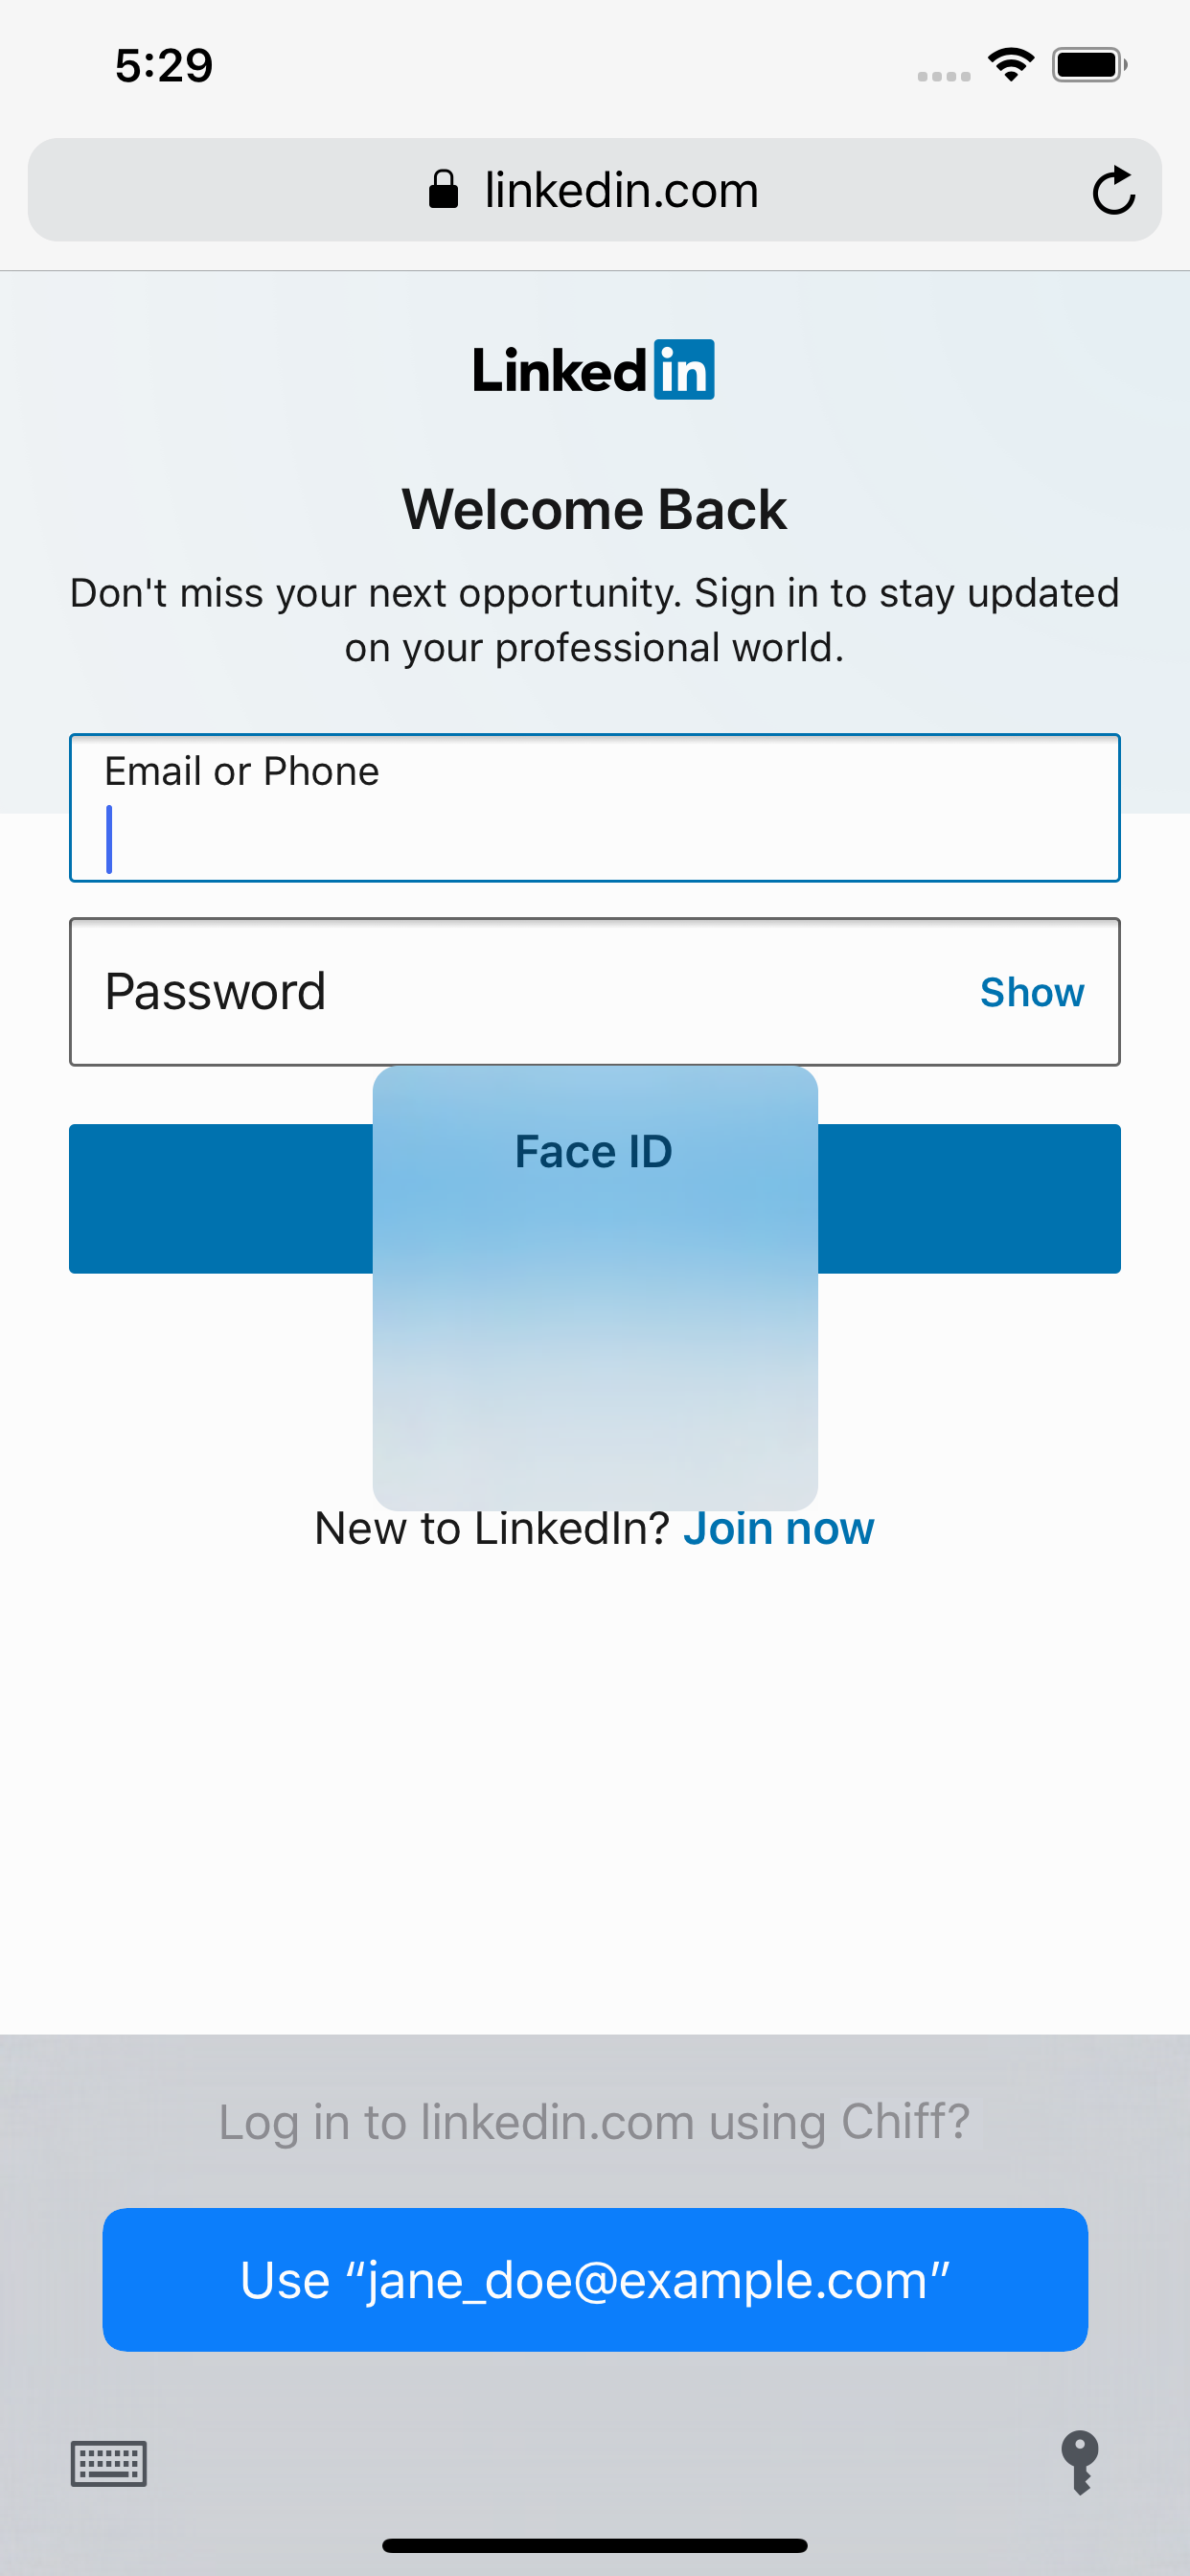 5:29
linkedin.com
Linked in
Welcome Back
Don't miss your next opportunity. Sign in to stay updated
on your professional world.
Email or Phone
Password
Show
Face ID
New to LinkedIn? Join now
Log in to linkedin.com using Chiff?
Use “jane_doe@example.com”